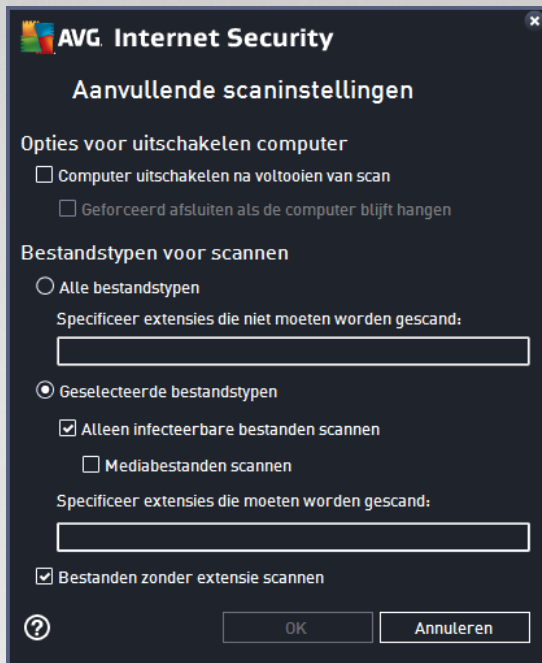 AVG Internet Security
Aanvullende scaninstellingen
Opties voor uitschakelen computer
Computer uitschakelen na voltooien van scan
Geforceerd afsluiten als de computer blijft hangen
Bestandstypen voor scannen
Alle bestandstypen
Specificeer extensies die niet moeten worden gescand:
Geselecteerde bestandstypen
Alleen infecteerbare bestanden scannen
Mediabestanden scannen
Specificeer extensies die moeten worden gescand:
Bestanden zonder extensie scannen
OK
Annuleren